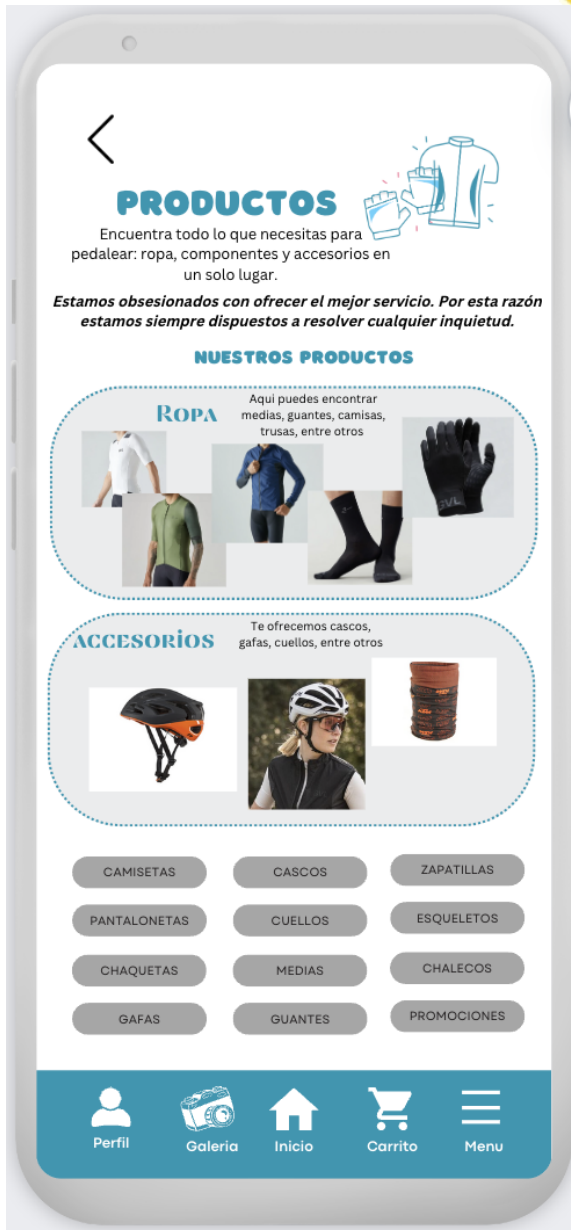 PRODUCTOS
Encuentra todo lo que necesitas para
pedalear: ropa, componentes y accesorios en
un solo lugar.
Estamos obsesionados con ofrecer el mejor servicio. Por esta razón
estamos siempre dispuestos a resolver cualquier inquietud.
NUESTROS PRODUCTOS
Ropa
Aqui puedes encontrar
medias, guantes, camisas,
trusas, entre otros
GVL
Accesorios
Te ofrecemos cascos,
gafas, cuellos, entre otros
CAMISETAS
CASCOS
ZAPATILLAS
PANTALONETAS
CUELLOS
ESQUELETOS
CHAQUETAS
MEDIAS
CHALECOS
GAFAS
GUANTES
PROMOCIONES
Perfil
Galeria
Inicio
Carrito
Menu